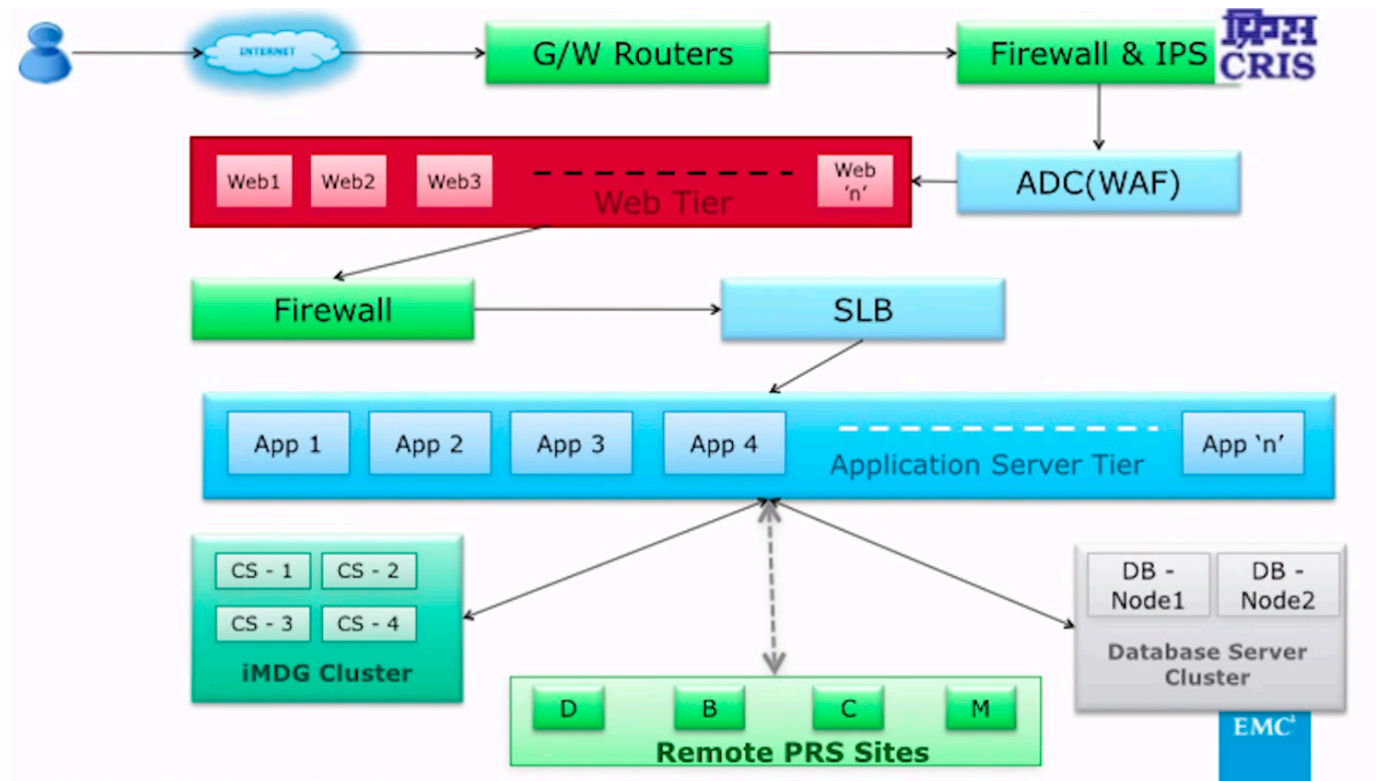 INTERNET
G/W Routers
Firewall & IPS
क्रिस
CRIS
Web1
Web2
Web3
Web
‘n’
Web Tier
ADC(WAF)
Firewall
SLB
App 1
App 2
App 3
App 4
App ‘n’
Application Server Tier
CS - 1
CS - 2
CS - 3
CS - 4
iMDG Cluster
DB -
Node1
DB -
Node2
Database Server
Cluster
EMC²
D
B
C
M
Remote PRS Sites